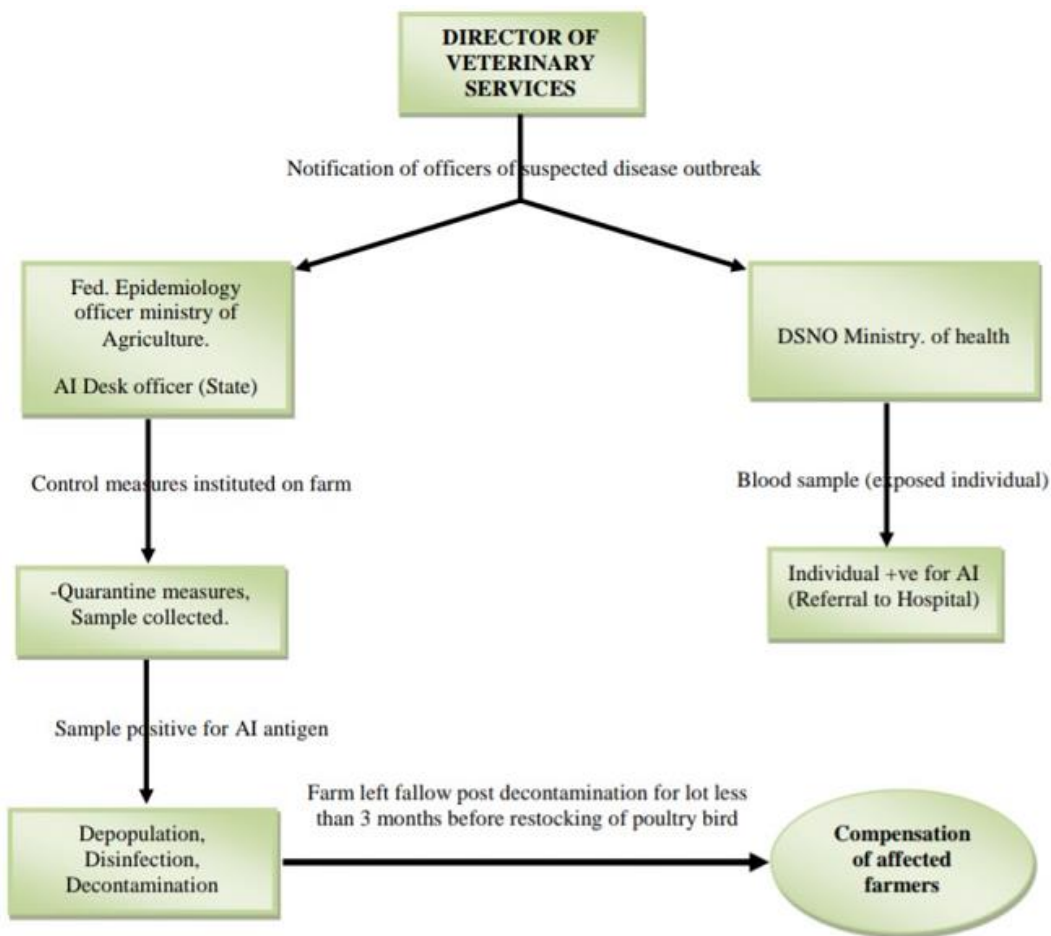 DIRECTOR OF
VETERINARY
SERVICES
Notification of officers of suspected disease outbreak
Fed. Epidemiology
officer ministry of
Agriculture.
AI Desk officer (State)
DSNO Ministry. of health
Control measures instituted on farm
Blood sample (exposed individual)
-Quarantine measures,
Sample collected.
Individual +ve for AI
(Referral to Hospital)
Sample positive for AI antigen
Farm left fallow post decontamination for lot less
than 3 months before restocking of poultry bird
Depopulation,
Disinfection,
Decontamination
Compensation
of affected
farmers